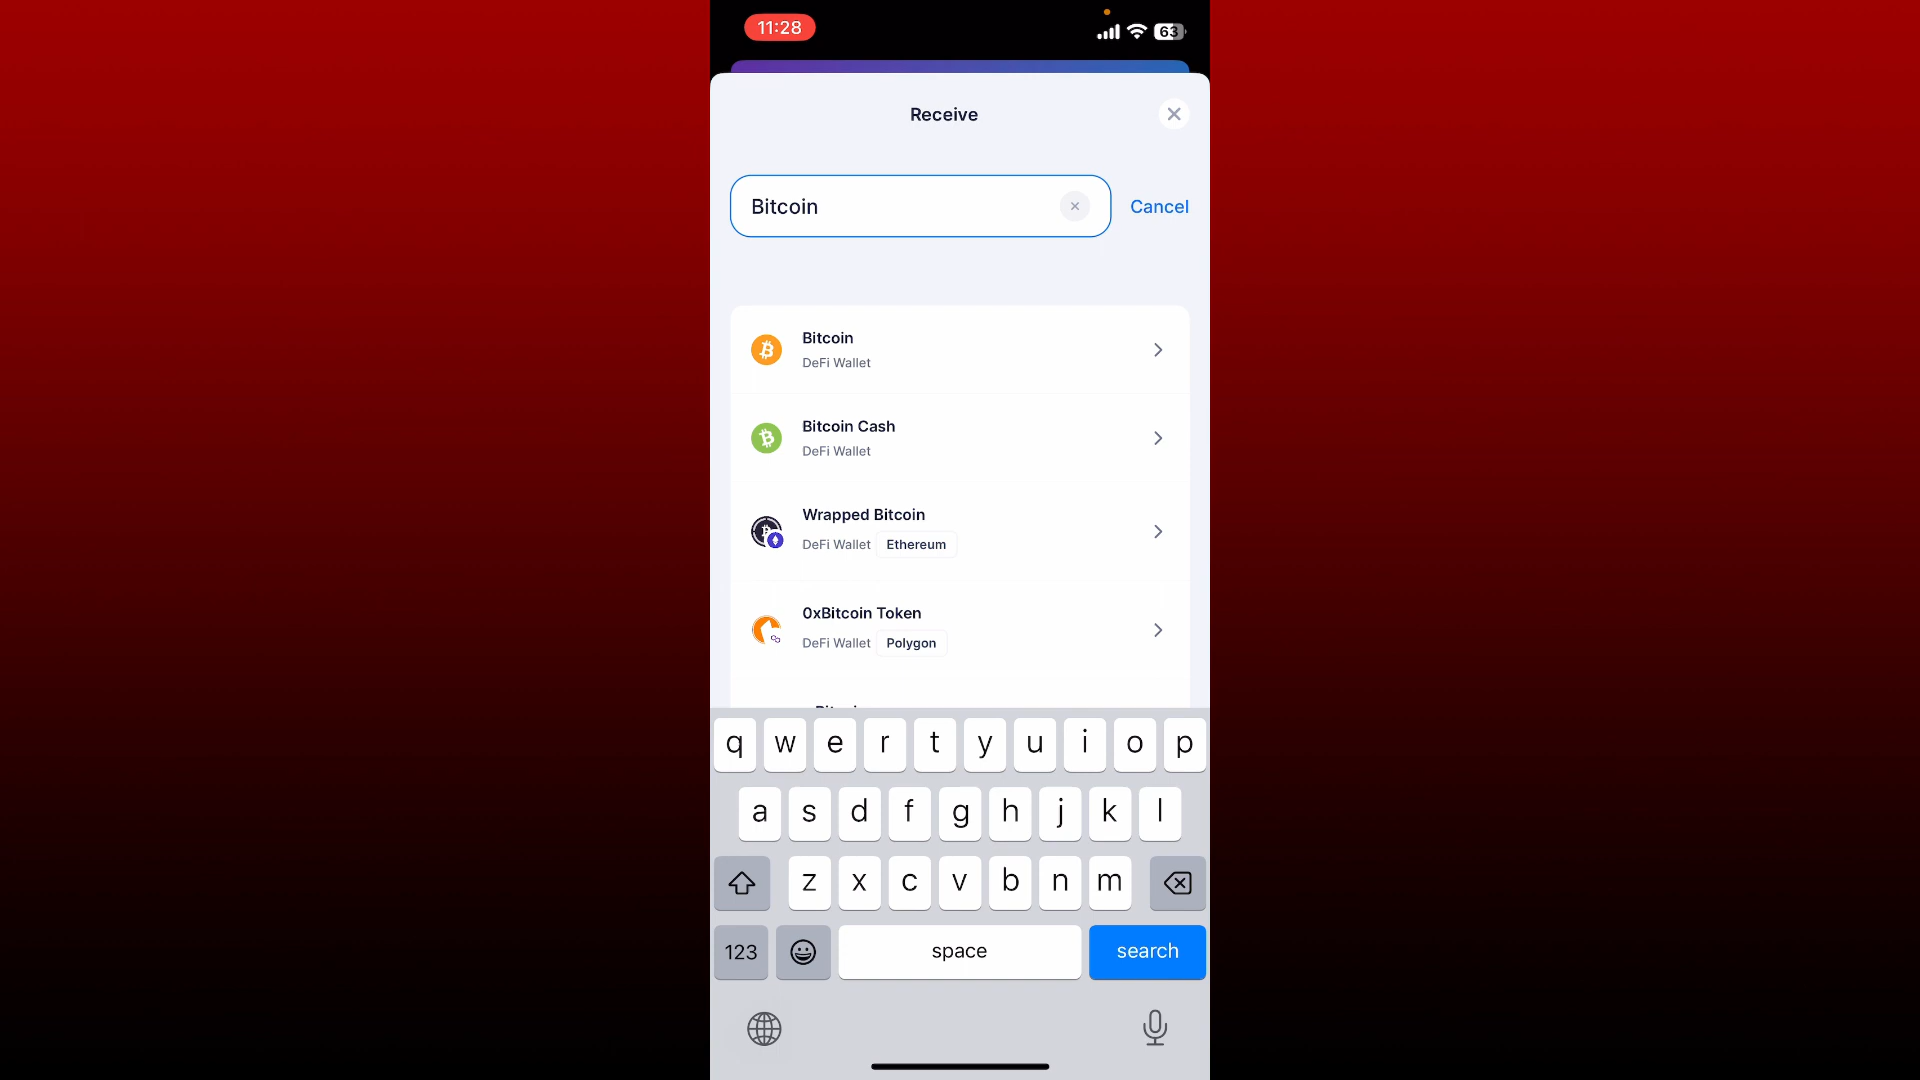 11:28
63
Receive
Bitcoin
Cancel
Bitcoin
DeFi Wallet
Bitcoin Cash
DeFi Wallet
Wrapped Bitcoin
DeFi Wallet Ethereum
0xBitcoin Token
DeFi Wallet Polygon
q w e r t y u i o p
a s d f g h j k l
z x c v b n m
123 space search